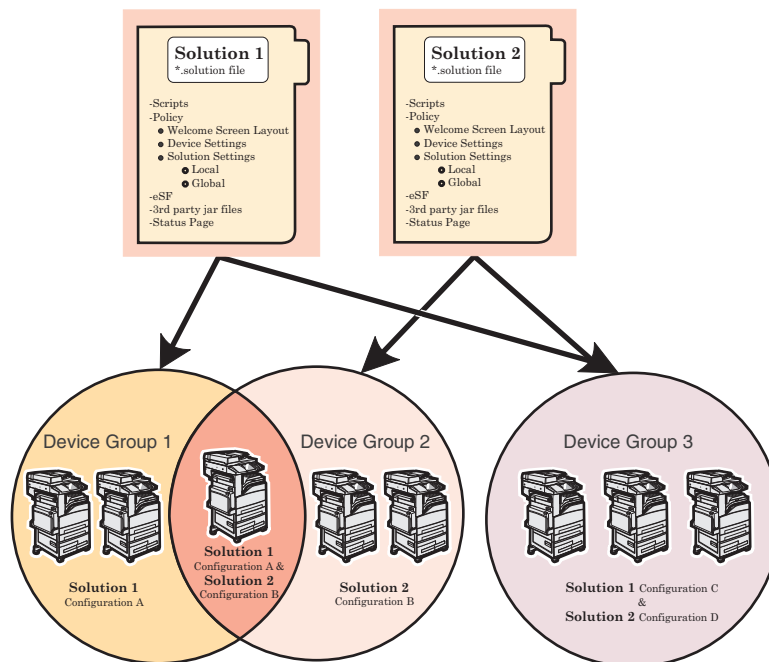 Solution 1
*.solution file
-Scripts
-Policy
Welcome Screen Layout
Device Settings
Solution Settings
Local
Global
-eSF
-3rd party jar files
-Status Page
Solution 2
*.solution file
-Scripts
-Policy
Welcome Screen Layout
Device Settings
Solution Settings
Local
Global
-eSF
-3rd party jar files
-Status Page
Device Group 1
Solution 1
Configuration A
Solution 1
Configuration A &
Solution 2
Configuration B
Device Group 2
Solution 2
Configuration B
Device Group 3
Solution 1 Configuration C
&
Solution 2 Configuration D